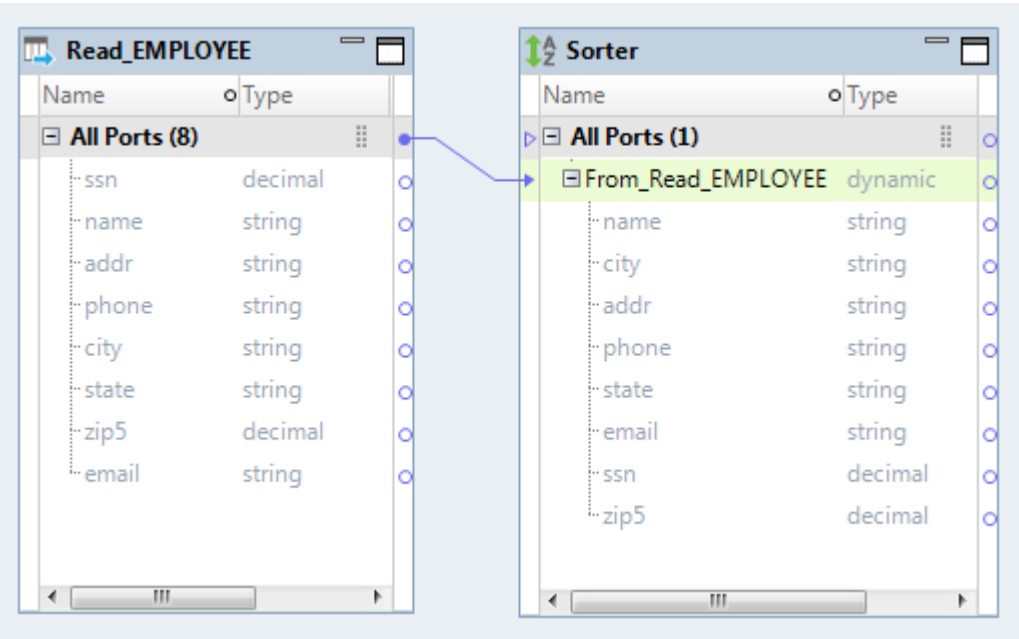 Read_EMPLOYEE
Name Type
All Ports (8)
ssn decimal
name string
addr string
phone string
city string
state string
zip5 decimal
email string
A Z Sorter
Name Type
All Ports (1)
From_Read_EMPLOYEE dynamic
name string
city string
addr string
phone string
state string
email string
ssn decimal
zip5 decimal